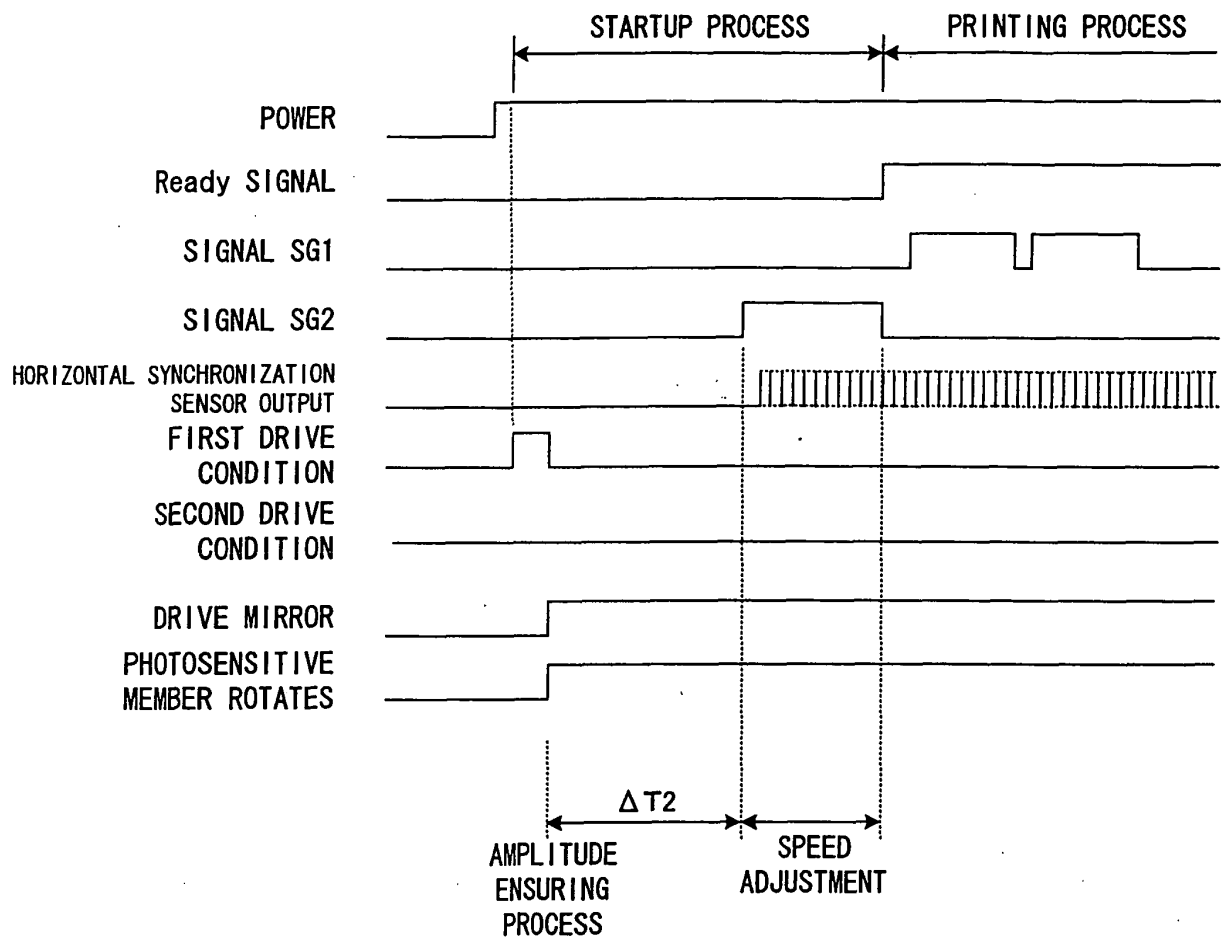 STARTUP PROCESS
PRINTING PROCESS
POWER
Ready SIGNAL
SIGNAL SG1
SIGNAL SG2
HORIZONTAL SYNCHRONIZATION
SENSOR OUTPUT
FIRST DRIVE
CONDITION
SECOND DRIVE
CONDITION
DRIVE MIRROR
PHOTOSENSITIVE
MEMBER ROTATES
ΔT2
AMPLITUDE
ENSURING
PROCESS
SPEED
ADJUSTMENT